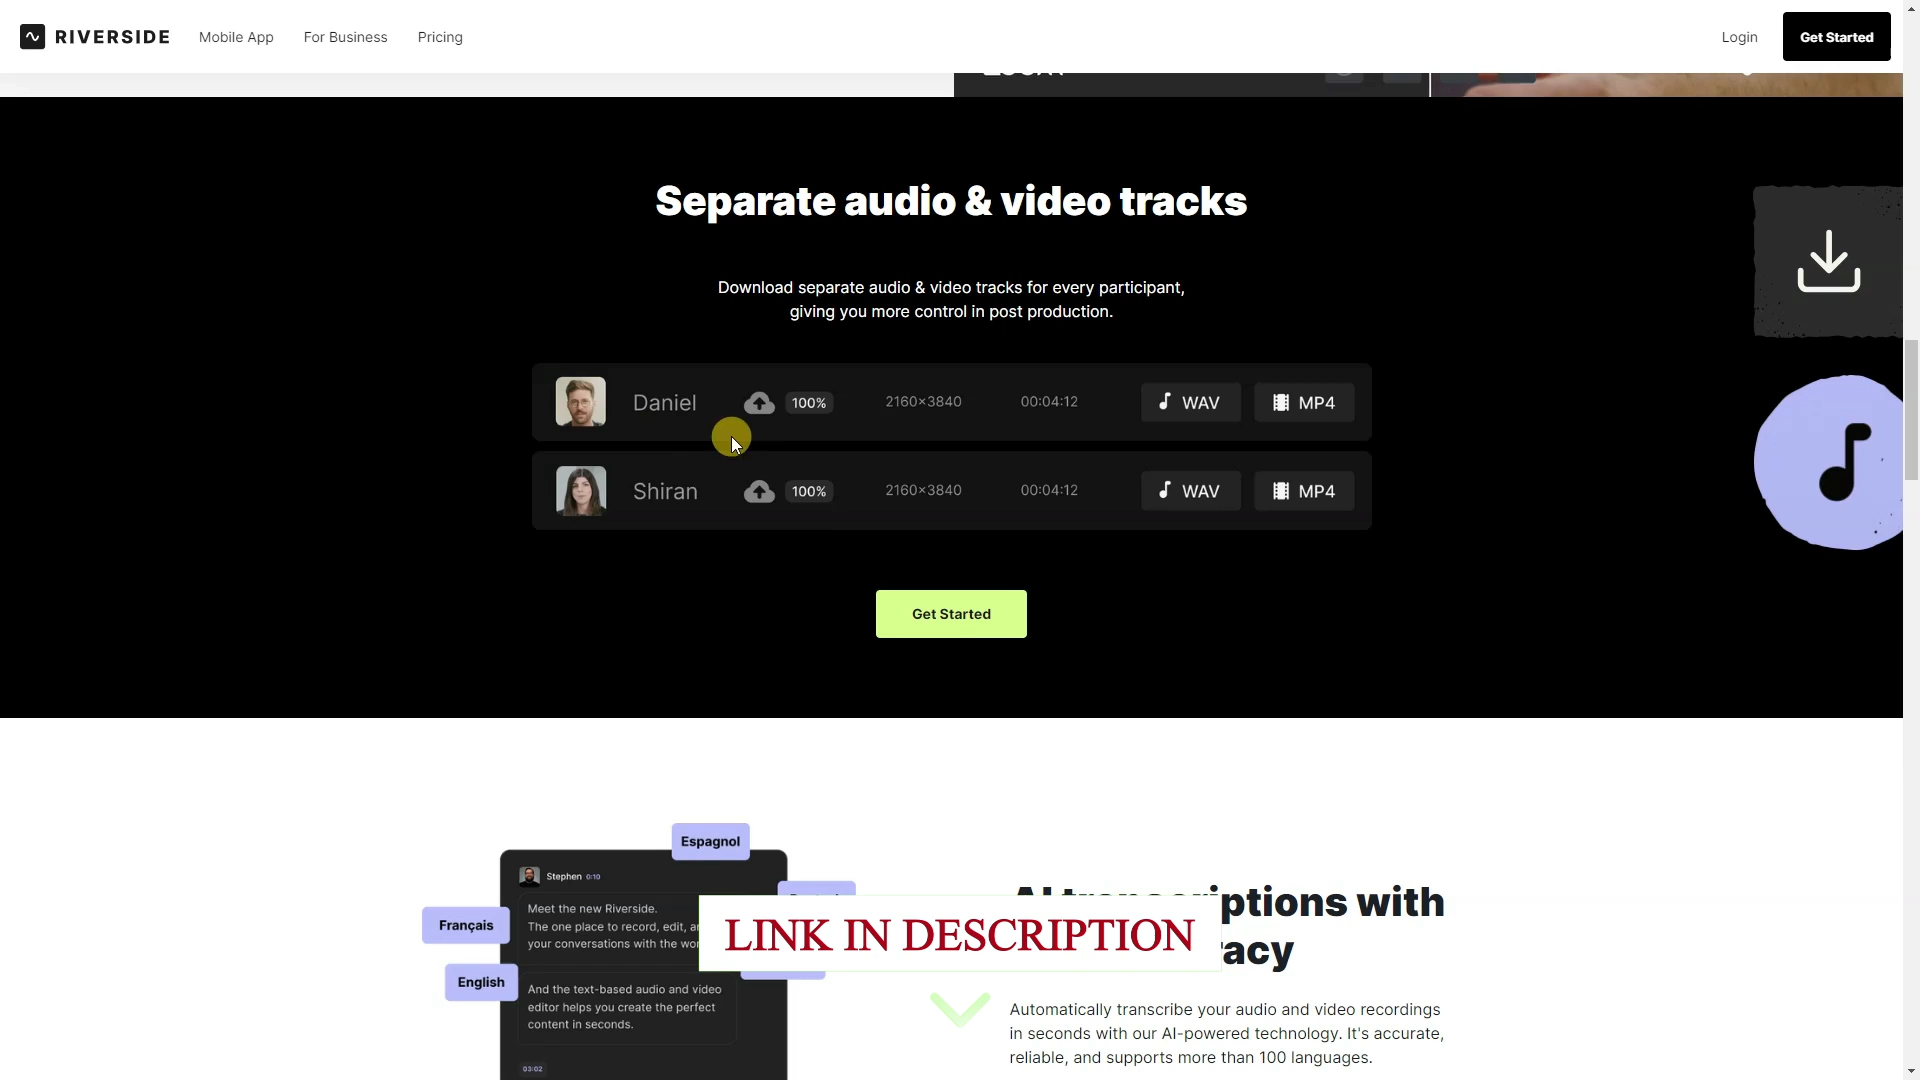 RIVERSIDE
Mobile App
For Business
Pricing
Login
Get Started
Separate audio & video tracks
Download separate audio & video tracks for every participant,
giving you more control in post production.
Daniel 100% 2160×3840 00:04:12 WAV MP4
Shiran 100% 2160×3840 00:04:12 WAV MP4
Get Started
Espagnol
Stephen 0:10
Français
Meet the new Riverside.
The one place to record, edit,
your conversations with the
English
And the text-based audio and video
editor helps you create the perfect
content in seconds.
03:02
LINK IN DESCRIPTION
AI transcriptions with
Automatically transcribe your audio and video recordings
in seconds with our AI-powered technology. It's accurate,
reliable, and supports more than 100 languages.